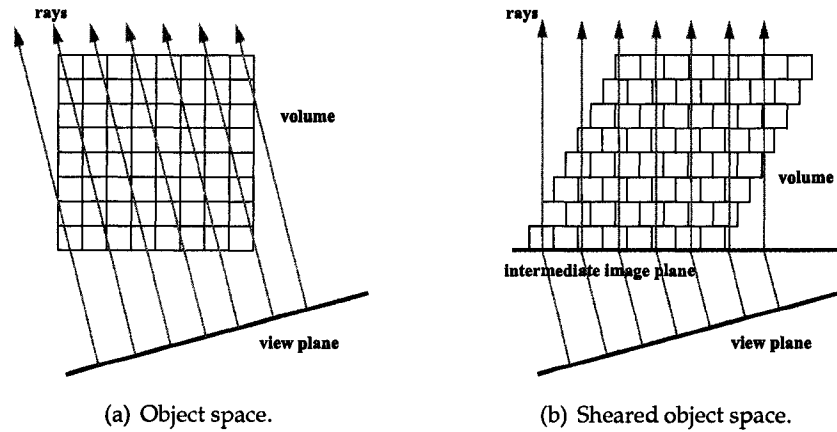 rays
volume
view plane
(a) Object space.
rays
volume
intermediate image plane
view plane
(b) Sheared object space.